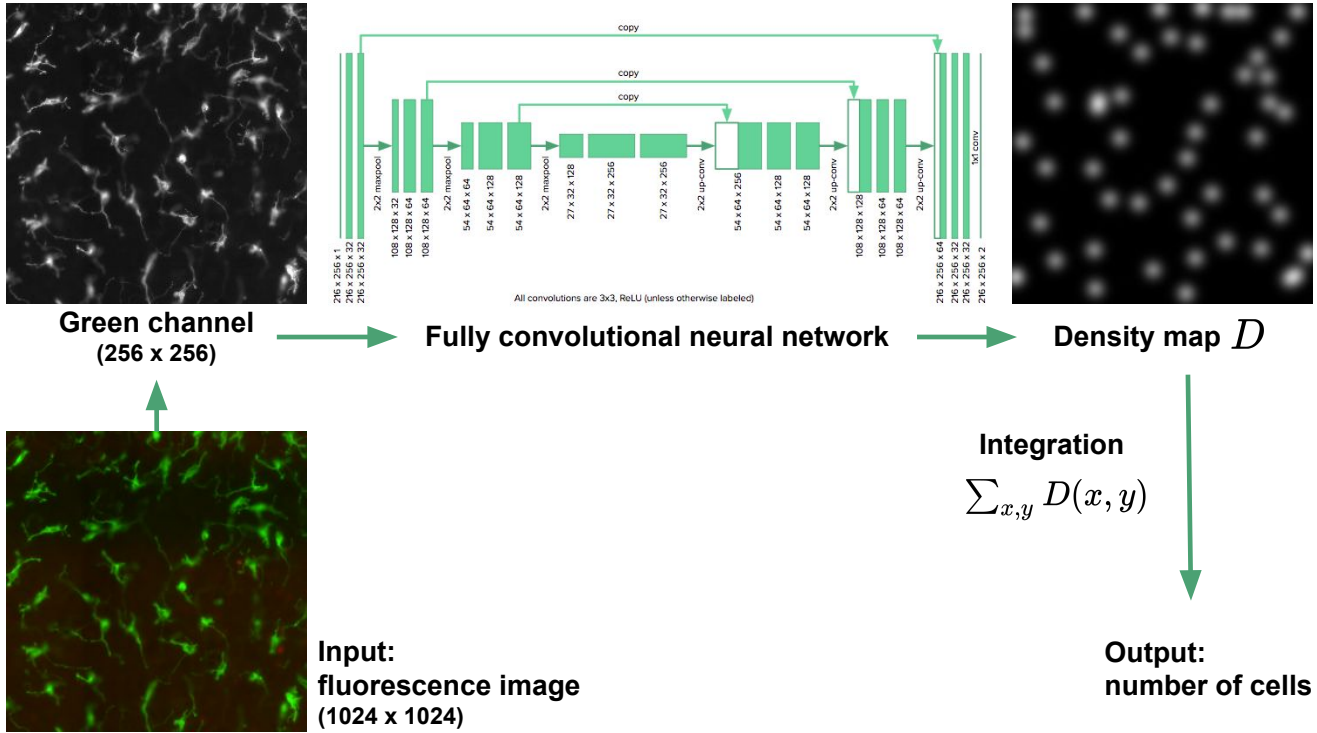 copy
copy
copy
2x2 maxpool
2x2 maxpool
2x2 maxpool
2x2 up-conv
2x2 up-conv
2x2 up-conv
1x1 conv
216 x 256 x 1
216 x 256 x 32
216 x 256 x 32
108 x 128 x 32
108 x 128 x 64
108 x 128 x 64
54 x 64 x 64
54 x 64 x 128
54 x 64 x 128
27 x 32 x 128
27 x 32 x 256
27 x 32 x 256
54 x 64 x 256
54 x 64 x 128
54 x 64 x 128
108 x 128 x 128
108 x 128 x 64
108 x 128 x 64
216 x 256 x 64
216 x 256 x 32
216 x 256 x 32
216 x 256 x 2
All convolutions are 3x3, ReLU (unless otherwise labeled)
Green channel
(256 x 256)
Fully convolutional neural network
Density map D
Integration
∑x,y D(x, y)
Input:
fluorescence image
(1024 x 1024)
Output:
number of cells